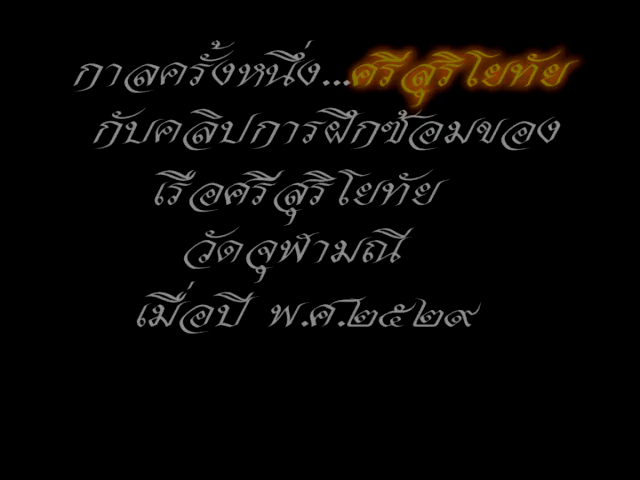 กาลครั้งหนึ่ง...ศรีสุริโยทัย
กับคลิปการฝึกซ้อมของ
เรือศรีสุริโยทัย
วัดจุฬามณี
เมื่อปี พ.ศ.๒๕๒๙